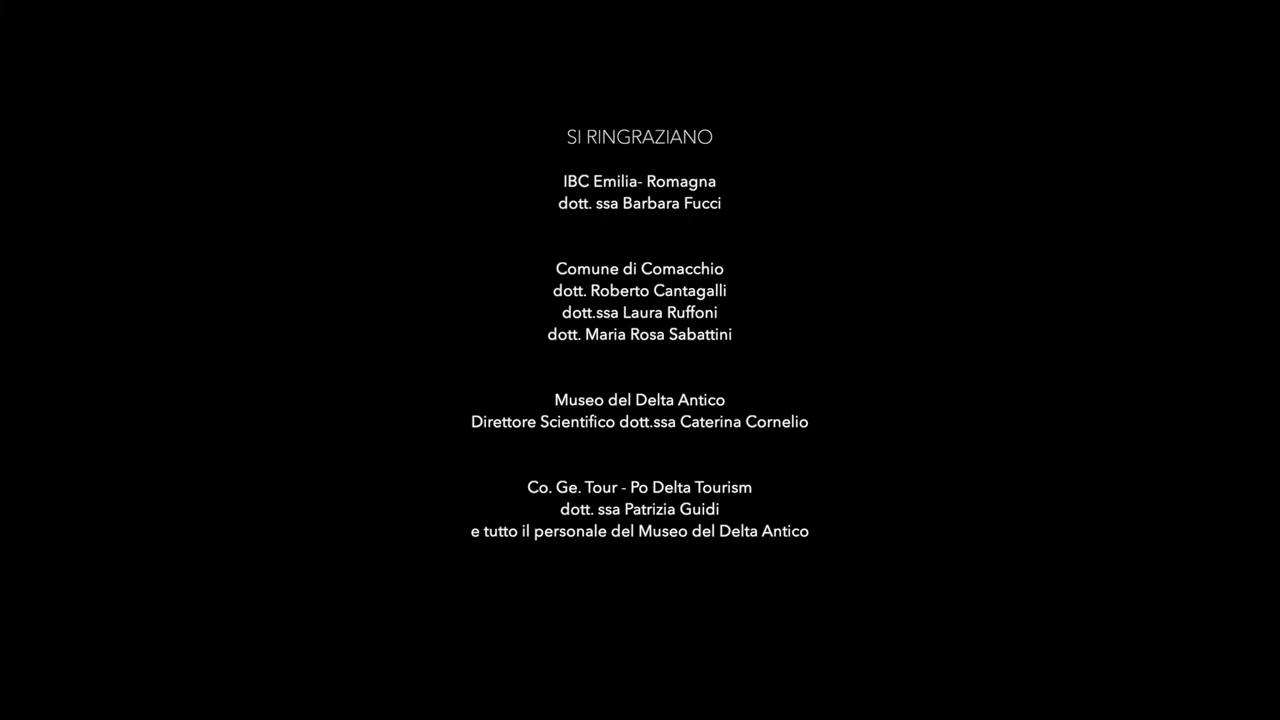 SI RINGRAZIANO
IBC Emilia- Romagna
dott. ssa Barbara Fucci
Comune di Comacchio
dott. Roberto Cantagalli
dott.ssa Laura Ruffoni
dott. Maria Rosa Sabattini
Museo del Delta Antico
Direttore Scientifico dott.ssa Caterina Cornelio
Co. Ge. Tour - Po Delta Tourism
dott. ssa Patrizia Guidi
e tutto il personale del Museo del Delta Antico